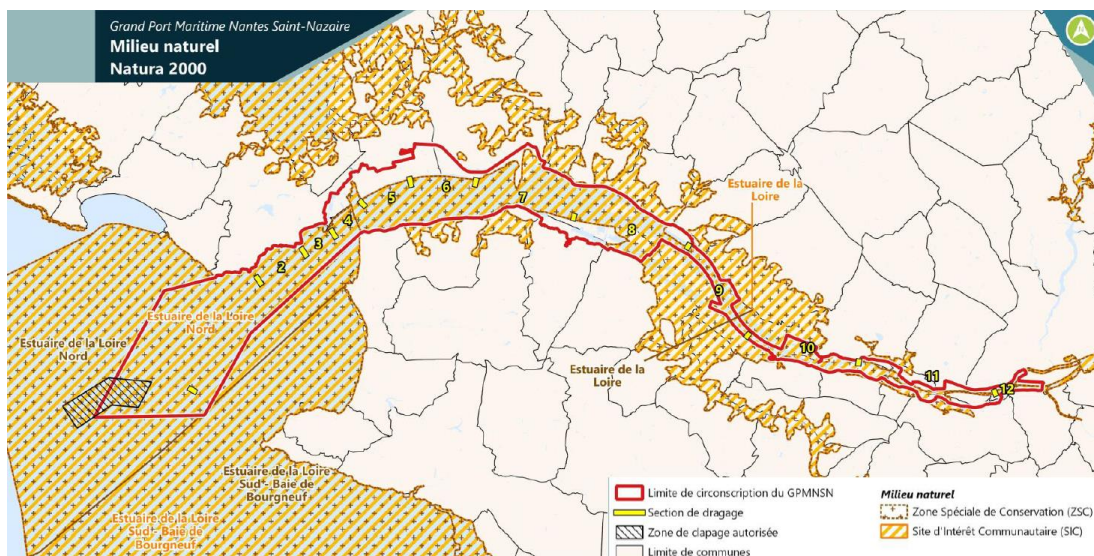 Grand Port Maritime Nantes Saint-Nazaire
Milieu naturel
Natura 2000
Estuaire de la
Loire
7
6
5
8
4
3
2
9
Estuaire de la Loire
Nord
Estuaire de la Loire
Nord
10
Estuaire de la
Loire
11
12
Estuaire de la Loire
Sud - Baie de
Bourgneuf
Estuaire de la Loire
Sud - Baie de
Bourgneuf
Limite de circonscription du GPMNSN
Section de dragage
Zone de clapage autorisée
Limite de communes
Milieu naturel
Zone Spéciale de Conservation (ZSC)
Site d'Intérêt Communautaire (SIC)